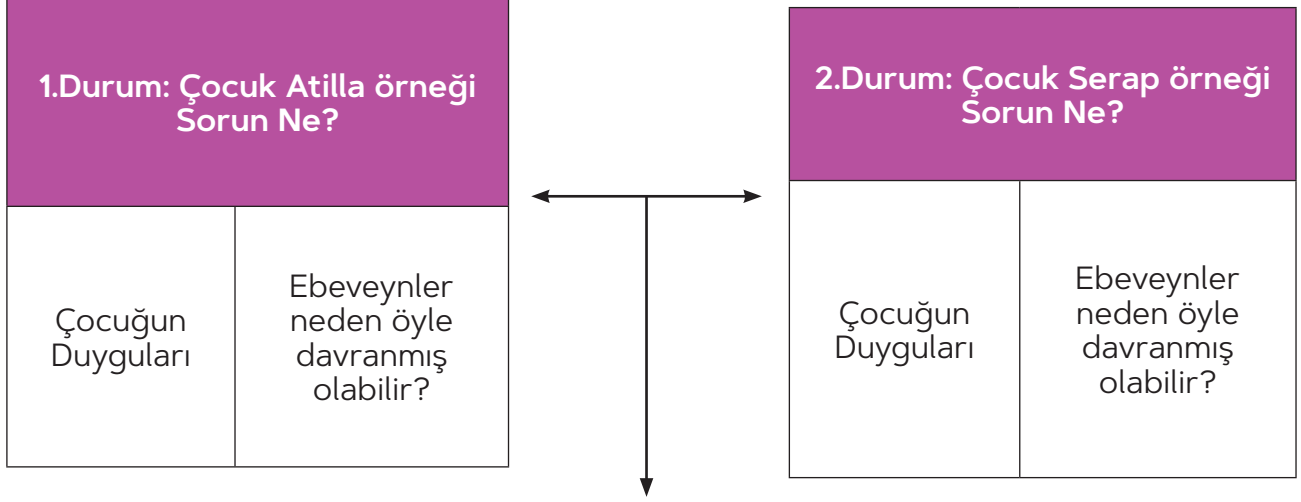 1.Durum: Çocuk Atilla örneği
Sorun Ne?
Çocuğun
Duyguları
Ebeveynler
neden öyle
davranmış
olabilir?
2.Durum: Çocuk Serap örneği
Sorun Ne?
Çocuğun
Duyguları
Ebeveynler
neden öyle
davranmış
olabilir?